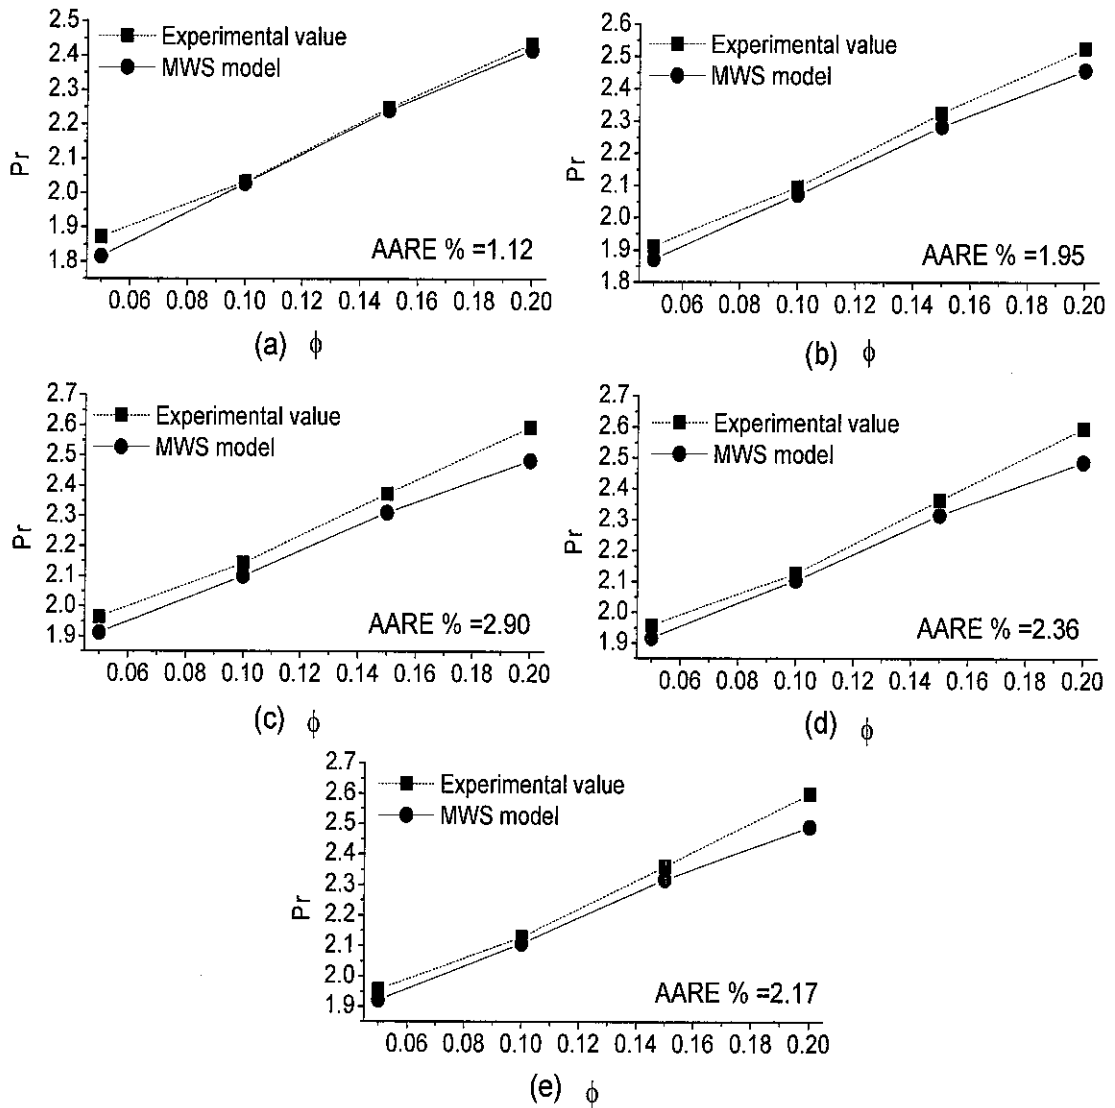 2.5
2.4
2.3
2.2
2.1
2.0
1.9
1.8
Pr
Experimental value
MWS model
AARE % =1.12
0.06 0.08 0.10 0.12 0.14 0.16 0.18 0.20
(a) ϕ
2.6
2.5
2.4
2.3
2.2
2.1
2.0
1.9
1.8
Pr
Experimental value
MWS model
AARE % =1.95
0.06 0.08 0.10 0.12 0.14 0.16 0.18 0.20
(b) ϕ
2.7
2.6
2.5
2.4
2.3
2.2
2.1
2.0
1.9
Pr
Experimental value
MWS model
AARE % =2.90
0.06 0.08 0.10 0.12 0.14 0.16 0.18 0.20
(c) ϕ
2.7
2.6
2.5
2.4
2.3
2.2
2.1
2.0
1.9
Pr
Experimental value
MWS model
AARE % =2.36
0.06 0.08 0.10 0.12 0.14 0.16 0.18 0.20
(d) ϕ
2.7
2.6
2.5
2.4
2.3
2.2
2.1
2.0
1.9
Pr
Experimental value
MWS model
AARE % =2.17
0.06 0.08 0.10 0.12 0.14 0.16 0.18 0.20
(e) ϕ